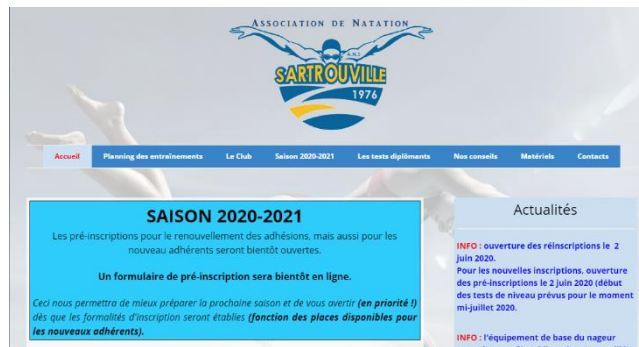 ASSOCIATION DE NATATION
A.N.S
SARTROUVILLE
1976
Accueil Planning des entraînements Le Club Saison 2020-2021 Les tests diplômants Nos conseils Matériels Contacts
SAISON 2020-2021
Les pré-inscriptions pour le renouvellement des adhésions, mais aussi pour les
nouveau adhérents seront bientôt ouvertes.
Un formulaire de pré-inscription sera bientôt en ligne.
Ceci nous permettra de mieux préparer la prochaine saison et de vous avertir (en priorité !)
dès que les formalités d'inscription seront établies (fonction des places disponibles pour
les nouveaux adhérents).
Actualités
INFO : ouverture des réinscriptions le 2
juin 2020.
Pour les nouvelles inscriptions, ouverture
des pré-inscriptions le 2 juin 2020 (début
des tests de niveau prévus pour le moment
mi-juillet 2020.
INFO : l'équipement de base du nageur